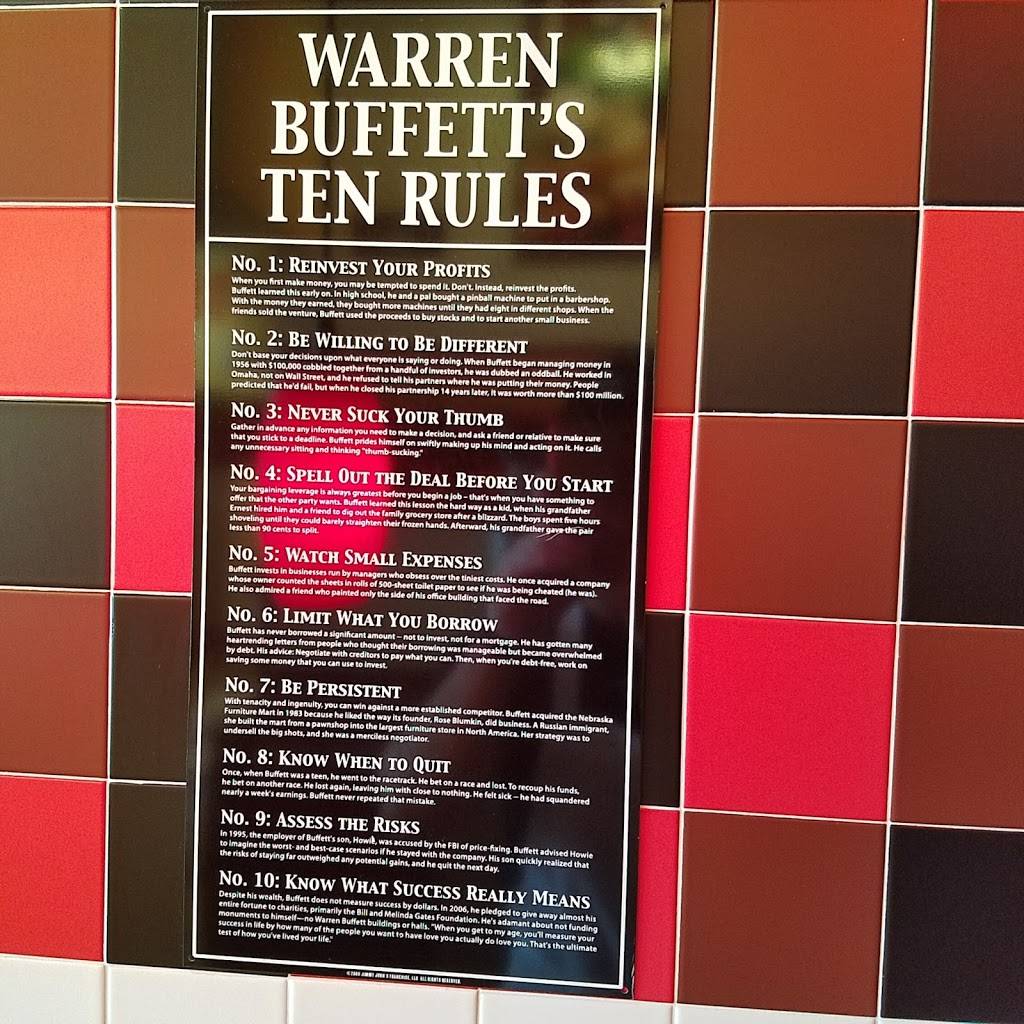 WARREN
BUFFETT'S
TEN RULES
No. 1: Reinvest Your Profits
When you first make money, you may be tempted to spend it. Don't. Instead, reinvest the profits.
Buffett learned this early on. In high school, he and a pal bought a pinball machine to put in a barbershop.
With the money they earned, they bought more machines until they had eight in different shops. When the
friends sold the venture, Buffett used the proceeds to buy stocks and to start another small business.
No. 2: Be Willing to Be Different
Don't base your decisions upon what everyone is saying or doing. When Buffett began managing money in
1956 with $100,000 cobbled together from a handful of investors, he was dubbed an oddball. He worked in
Omaha, not on Wall Street, and he refused to tell his partners where he was putting their money. People
predicted that he'd fail, but when he closed his partnership 14 years later, it was worth more than $100 million.
No. 3: Never Suck Your Thumb
Gather in advance any information you need to make a decision, and ask a friend or relative to make sure
that you stick to a deadline. Buffett prides himself on swiftly making up his mind and acting on it. He calls
any unnecessary sitting and thinking "thumb-sucking."
No. 4: Spell Out the Deal Before You Start
Your bargaining leverage is always greatest before you begin a job – that's when you have something to
offer that the other party wants. Buffett learned this lesson the hard way as a kid, when his grandfather
Ernest hired him and a friend to dig out the family grocery store after a blizzard. The boys spent five hours
shoveling until they could barely straighten their frozen hands. Afterward, his grandfather gave the pair
less than 90 cents to split.
No. 5: Watch Small Expenses
Buffett invests in businesses run by managers who obsess over the tiniest costs. He once acquired a company
whose owner counted the sheets in rolls of 500-sheet toilet paper to see if he was being cheated (he was).
He also admired a friend who painted only the side of his office building that faced the road.
No. 6: Limit What You Borrow
Buffett has never borrowed a significant amount – not to invest, not for a mortgage. He has gotten many
heartrending letters from people who thought their borrowing was manageable but became overwhelmed
by debt. His advice: Negotiate with creditors to pay what you can. Then, when you're debt-free, work on
saving some money that you can use to invest.
No. 7: Be Persistent
With tenacity and ingenuity, you can win against a more established competitor. Buffett acquired the Nebraska
Furniture Mart in 1983 because he liked the way its founder, Rose Blumkin, did business. A Russian immigrant,
she built the mart from a pawnshop into the largest furniture store in North America. Her strategy was to
undersell the big shots, and she was a merciless negotiator.
No. 8: Know When to Quit
Once, when Buffett was a teen, he went to the racetrack. He bet on a race and lost. To recoup his funds,
he bet on another race. He lost again, leaving him with close to nothing. He felt sick – he had squandered
nearly a week's earnings. Buffett never repeated that mistake.
No. 9: Assess the Risks
In 1995, the employer of Buffett's son, Howie, was accused by the FBI of price-fixing. Buffett advised Howie
to imagine the worst- and best-case scenarios if he stayed with the company. His son quickly realized that
the risks of staying far outweighed any potential gains, and he quit the next day.
No. 10: Know What Success Really Means
Despite his wealth, Buffett does not measure success by dollars. In 2006, he pledged to give away almost his
entire fortune to charities, primarily the Bill and Melinda Gates Foundation. He's adamant about not funding
monuments to himself—no Warren Buffett buildings or halls. "When you get to my age, you'll measure your
success in life by how many of the people you want to have love you actually do love you. That's the ultimate
test of how you've lived your life."
©2009 JIMMY JOHN'S FRANCHISE, LLC ALL RIGHTS RESERVED.